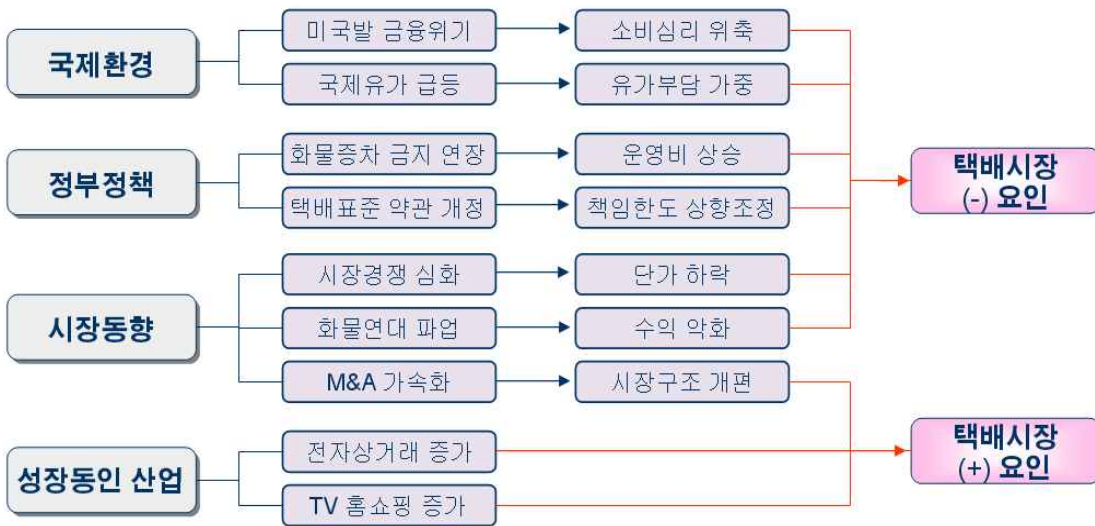 국제환경
미국발 금융위기
소비심리 위축
국제유가 급등
유가부담 가중
정부정책
화물증차 금지 연장
운영비 상승
택배표준 약관 개정
책임한도 상향조정
택배시장
(-) 요인
시장동향
시장경쟁 심화
단가 하락
화물연대 파업
수익 악화
M&A 가속화
시장구조 개편
성장동인 산업
전자상거래 증가
TV 홈쇼핑 증가
택배시장
(+) 요인